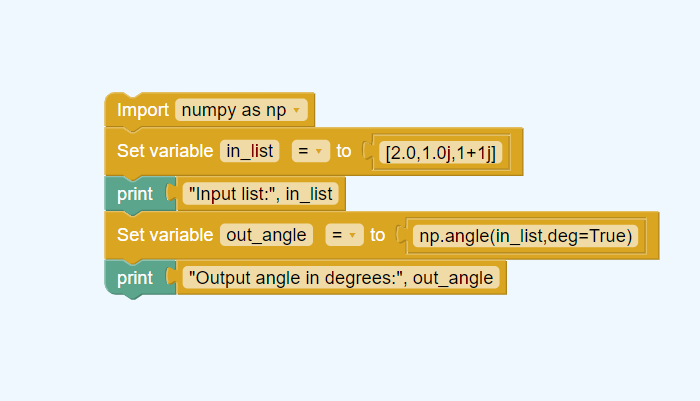 Import numpy as np
Set variable in_list = to [2.0,1.0j,1+1j]
print "Input list:", in_list
Set variable out_angle = to np.angle(in_list,deg=True)
print "Output angle in degrees:", out_angle